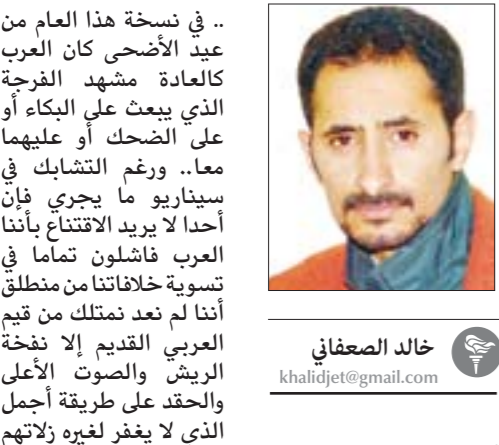 .. في نسخة هذا العام من
عيد الأضحى كان العرب
كالعادة مشهد الفرجة
الذي يبعث على البكاء أو
على الضحك أو عليهما
معا.. ورغم التشابك في
سيناريو ما يجري فإن
أحدا لا يريد الاقتناع بأننا
العرب فاشلون تماما في
تسوية خلافاتنا من منطلق
أننا لم نعد نمتلك من قيم
العربي القديم إلا نفخة
الريش والصوت الأعلى
والحقد على طريقة أجمل
الذي لا يغفر لغيره زلاتهم
خالد الصعفاني
khalidjet@gmail.com